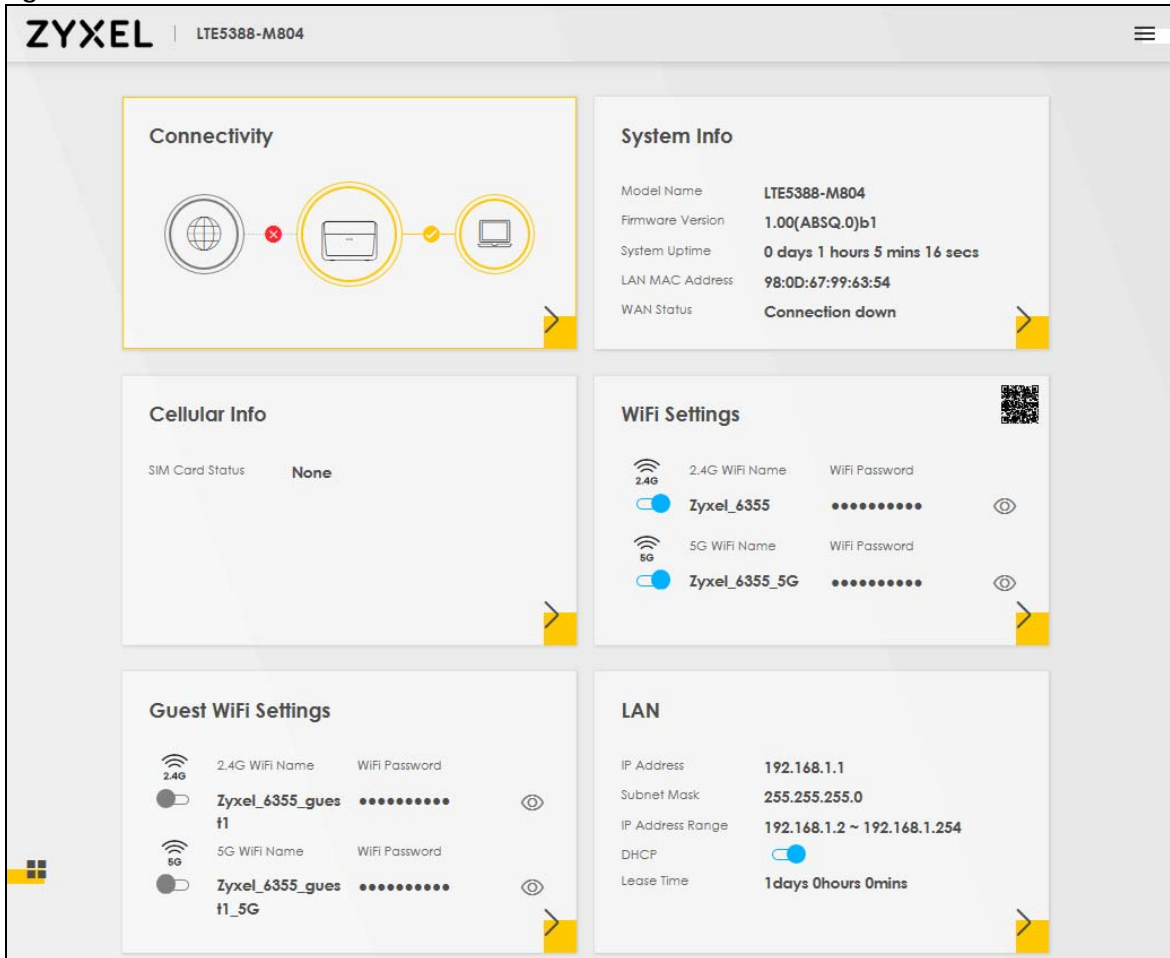 ZYXEL LTE5388-M804
Connectivity
System Info
Model Name LTE5388-M804
Firmware Version 1.00(ABSQ.0)b1
System Uptime 0 days 1 hours 5 mins 16 secs
LAN MAC Address 98:0D:67:99:63:54
WAN Status Connection down
Cellular Info
SIM Card Status None
WiFi Settings
2.4G 2.4G WiFi Name WiFi Password
Zyxel_6355 ●●●●●●●●●●
5G 5G WiFi Name WiFi Password
Zyxel_6355_5G ●●●●●●●●●●
Guest WiFi Settings
2.4G 2.4G WiFi Name WiFi Password
Zyxel_6355_gues ●●●●●●●●●●
t1
5G 5G WiFi Name WiFi Password
Zyxel_6355_gues ●●●●●●●●●●
t1_5G
LAN
IP Address 192.168.1.1
Subnet Mask 255.255.255.0
IP Address Range 192.168.1.2 ~ 192.168.1.254
DHCP
Lease Time 1days 0hours 0mins